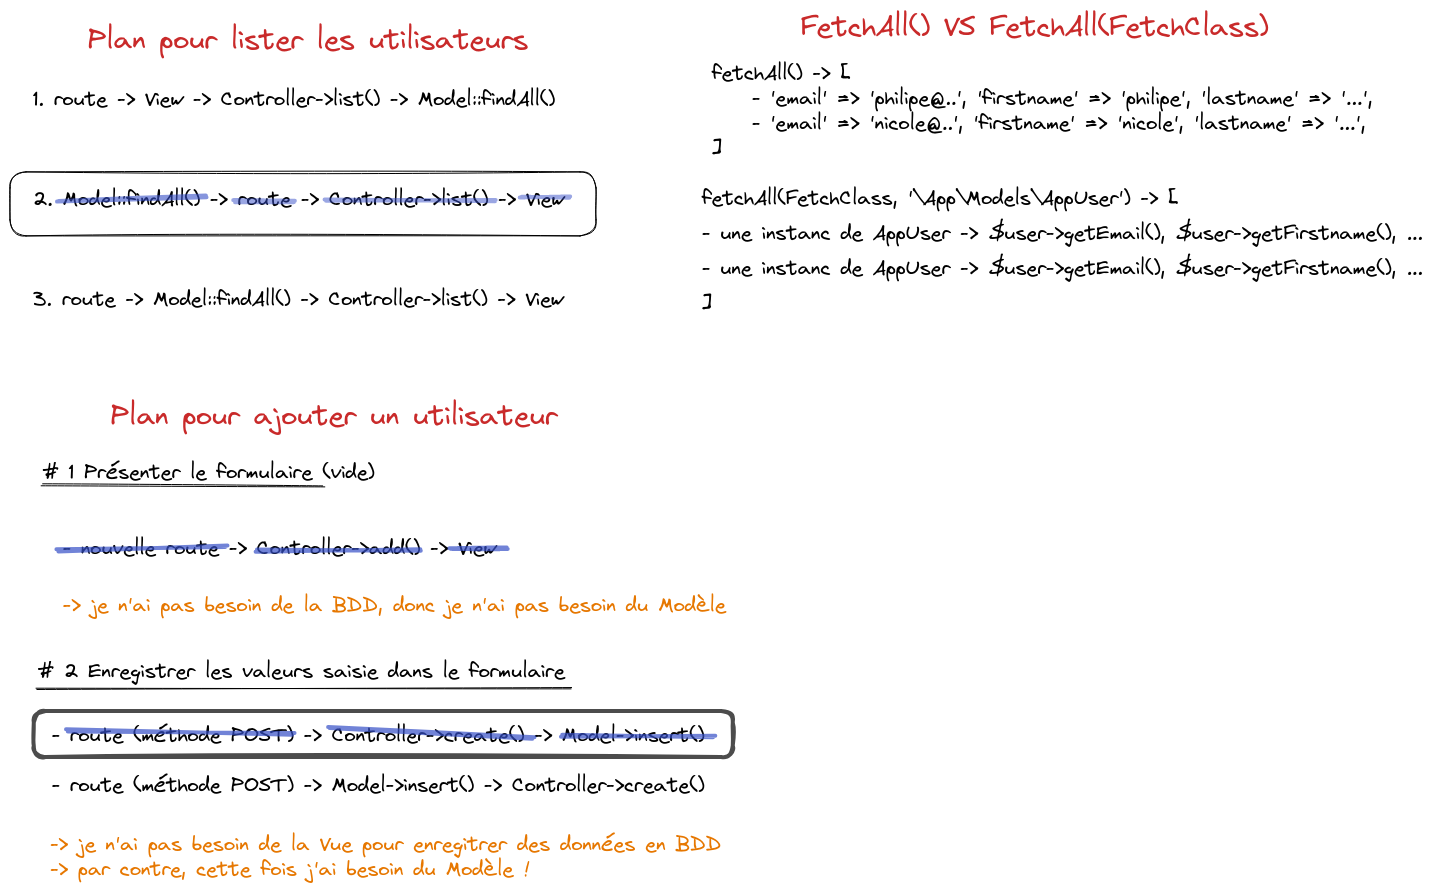 Plan pour lister les utilisateurs
1. route -> View -> Controller->list() -> Model::findAll()
2. Model::findAll() -> route -> Controller->list() -> View
3. route -> Model::findAll() -> Controller->list() -> View
FetchAll() VS FetchAll(FetchClass)
fetchAll() -> [
- 'email' => 'philipe@..', 'firstname' => 'philipe', 'lastname' => '...',
- 'email' => 'nicole@..', 'firstname' => 'nicole', 'lastname' => '...',
]
fetchAll(FetchClass, '\App\Models\AppUser') -> [
- une instanc de AppUser -> $user->getEmail(), $user->getFirstname(), ...
- une instanc de AppUser -> $user->getEmail(), $user->getFirstname(), ...
]
Plan pour ajouter un utilisateur
# 1 Présenter le formulaire (vide)
- nouvelle route -> Controller->add() -> View
-> je n'ai pas besoin de la BDD, donc je n'ai pas besoin du Modèle
# 2 Enregistrer les valeurs saisie dans le formulaire
- route (méthode POST) -> Controller->create() -> Model->insert()
- route (méthode POST) -> Model->insert() -> Controller->create()
-> je n'ai pas besoin de la Vue pour enregitrer des données en BDD
-> par contre, cette fois j'ai besoin du Modèle !